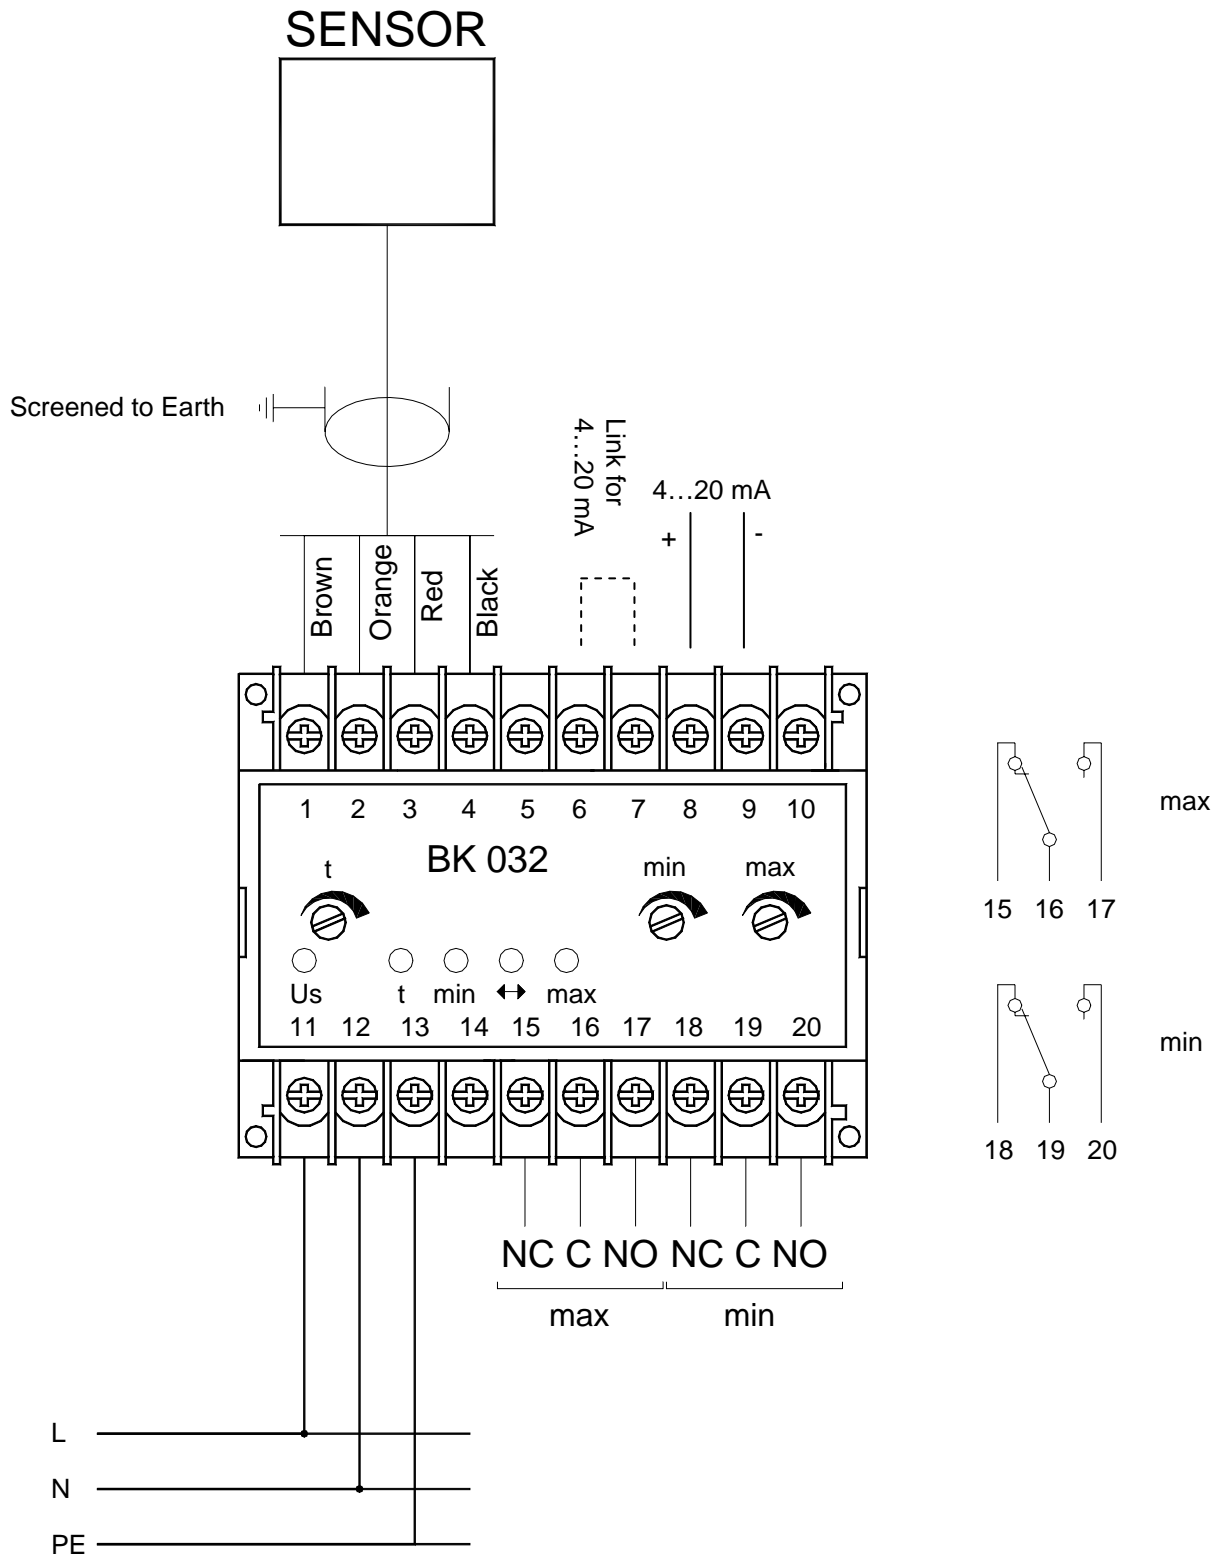 SENSOR
Screened to Earth
Link for
4…20 mA
4…20 mA
+
-
Brown
Orange
Red
Black
1 2 3 4 5 6 7 8 9 10
BK 032
t
min
max
Us
t
min
max
11 12 13 14 15 16 17 18 19 20
max
15 16 17
min
18 19 20
NC C NO NC C NO
max
min
L
N
PE